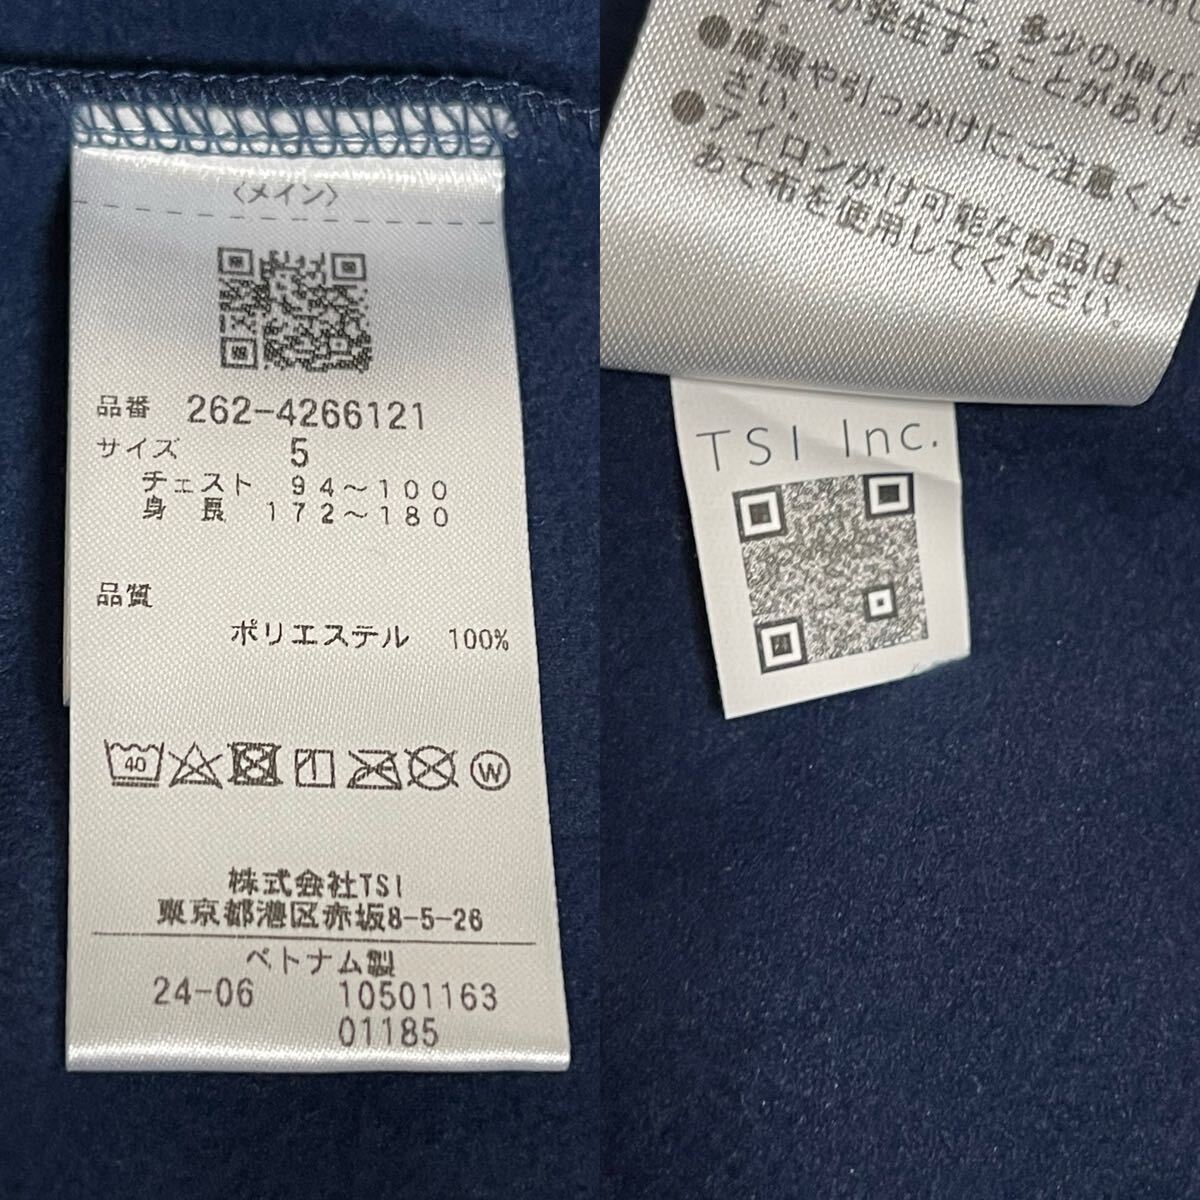 〈メイン〉
品番 262-4266121
サイズ 5
チェスト 94～100
身長 172～180
品質
ポリエステル 100%
40
W
株式会社TSI
東京都港区赤坂8-5-26
ベトナム製
24-06 10501163
01185
多少の伸び
が発生することがあり
や引っかけにご注意くだ
さい。
●アイロンがけ可能な商品は、
あて布を使用してください。
TSI Inc.